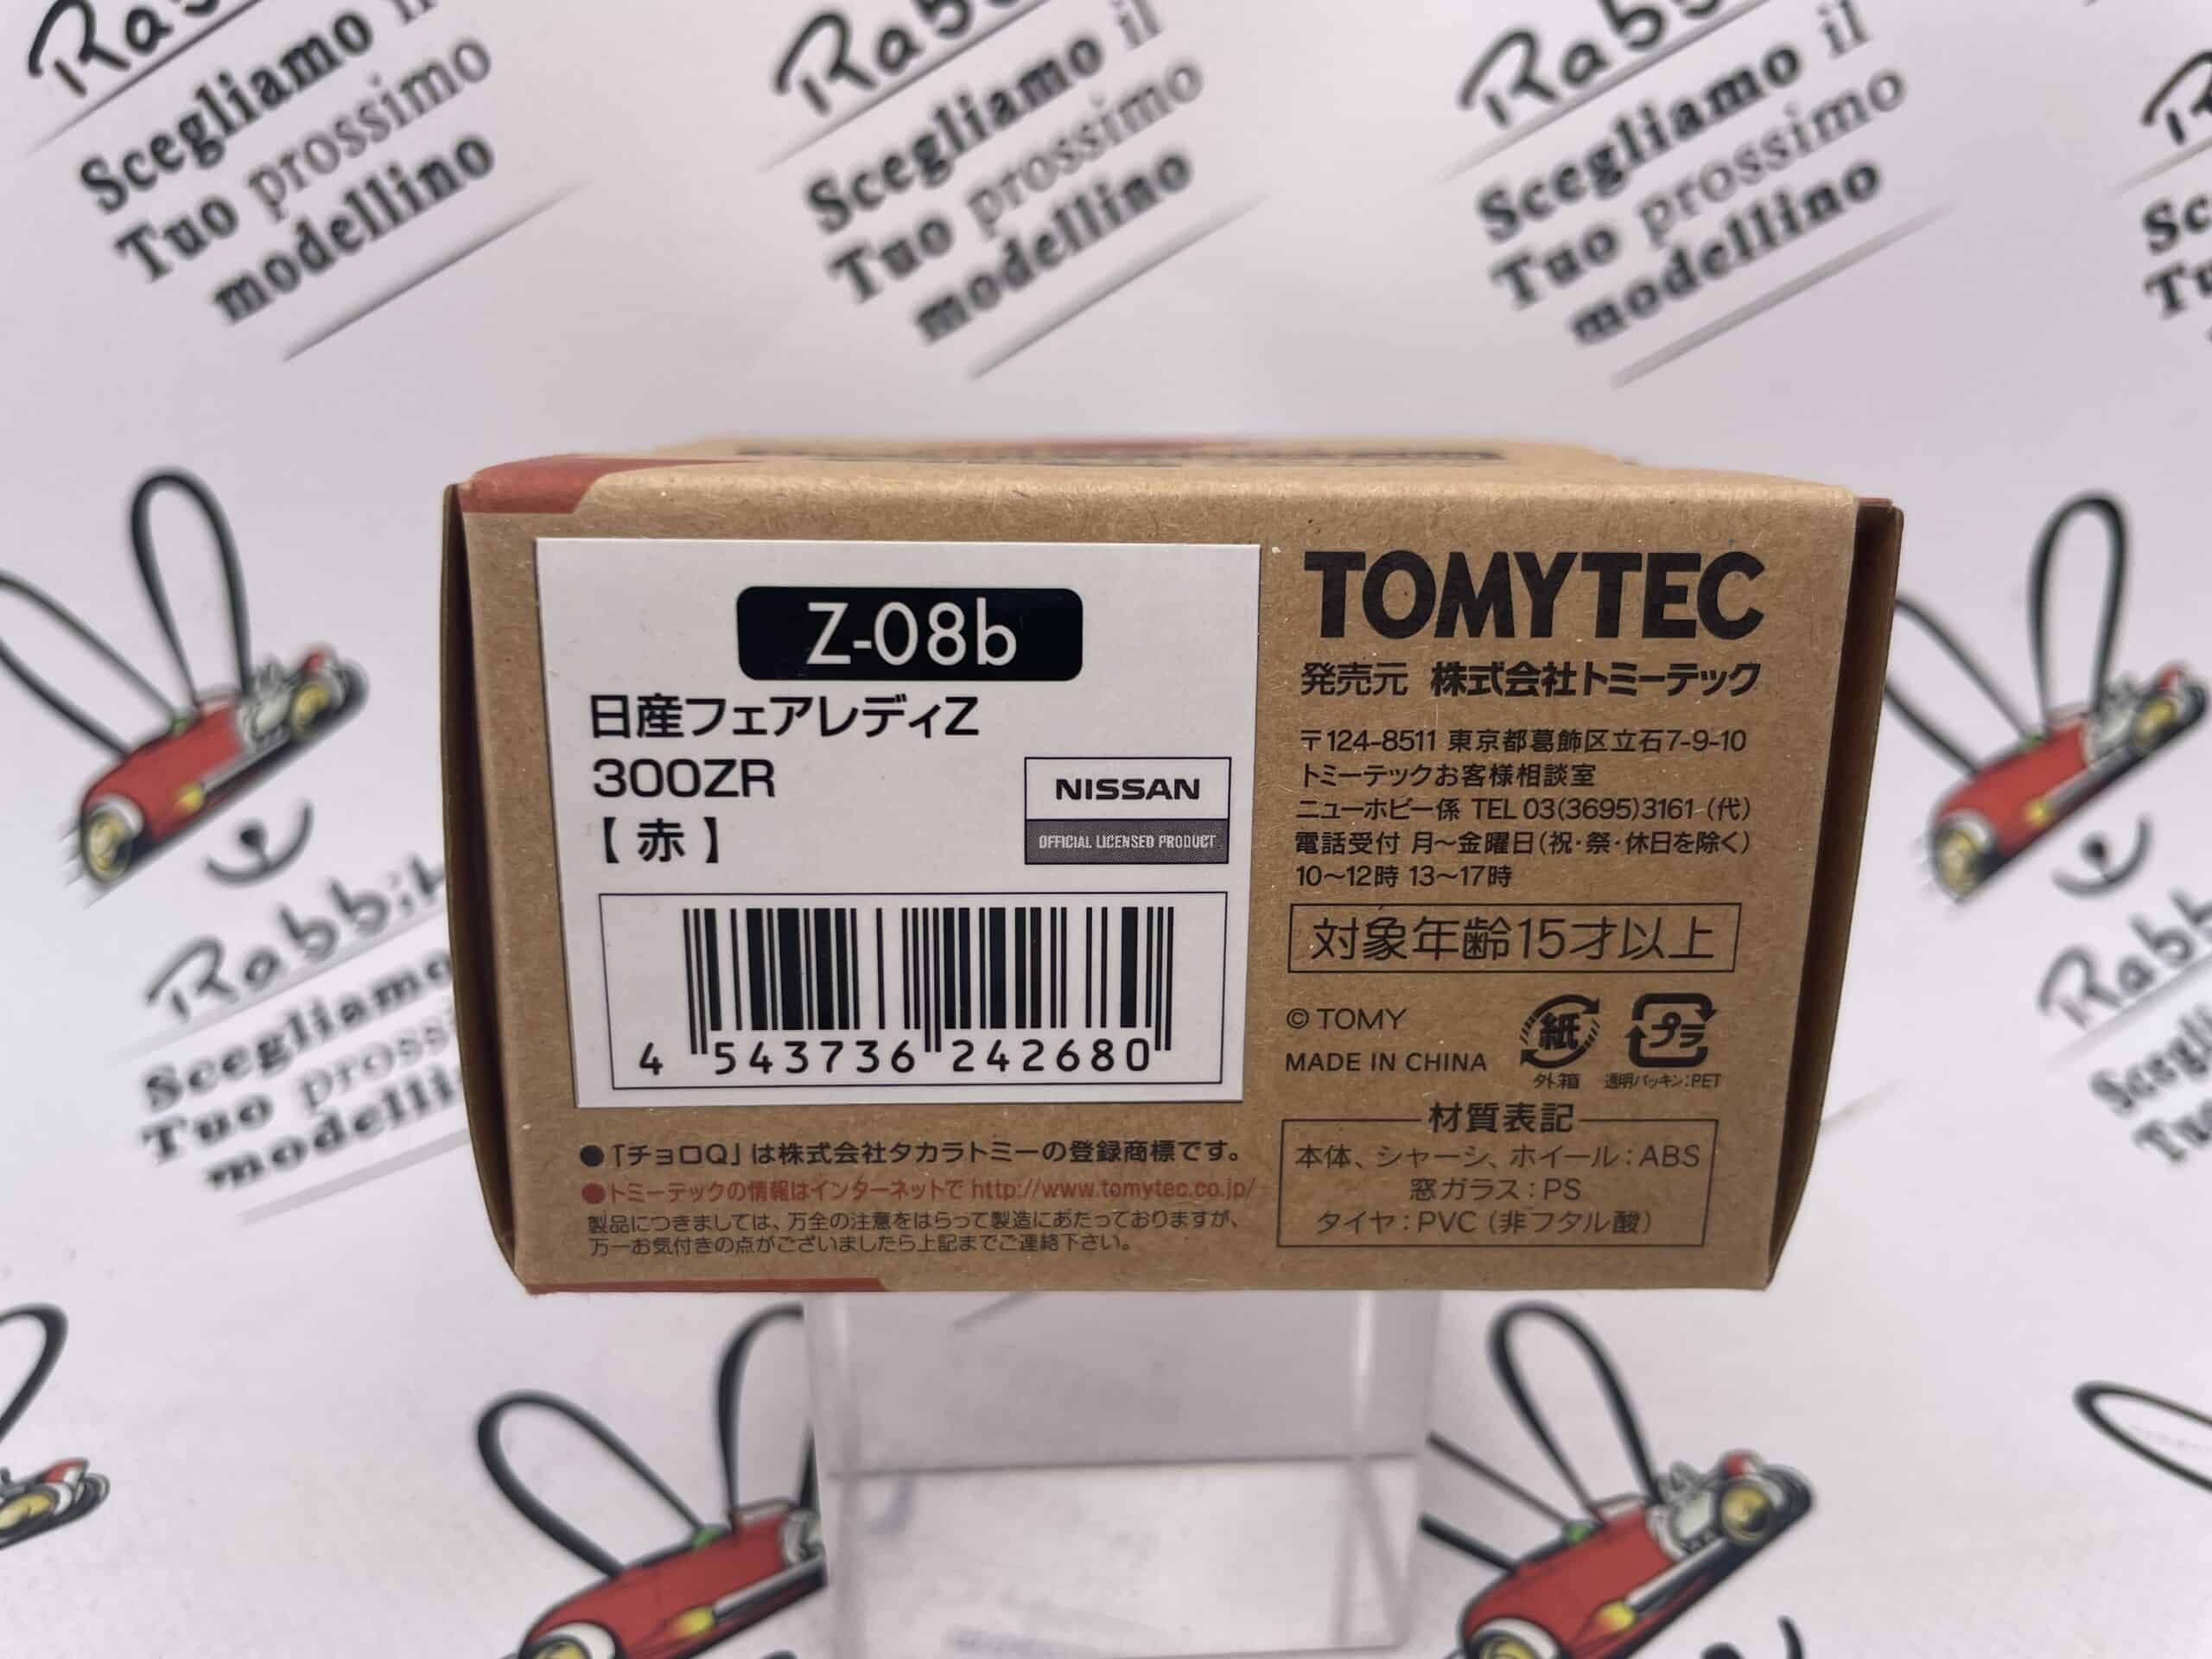 Scegliamo il
Tuo prossimo
modellino
Scegliamo il
Tuo prossimo
modellino
Scegliamo il
Tuo prossimo
modellino
Z-08b
日産フェアレディZ
300ZR
【 赤 】
NISSAN
OFFICIAL LICENSED PRODUCT
4 543736 242680
●「チョロQ」は株式会社タカラトミーの登録商標です。
●トミーテックの情報はインターネットで http://www.tomytec.co.jp/
製品につきましては、万全の注意をはらって製造にあたっておりますが、
万一お気付きの点がございましたら上記までご連絡下さい。
TOMYTEC
発売元 株式会社トミーテック
〒124-8511 東京都葛飾区立石7-9-10
トミーテックお客様相談室
ニューホビー係 TEL 03(3695)3161 (代)
電話受付 月～金曜日(祝・祭・休日を除く)
10～12時 13～17時
対象年齢15才以上
© TOMY
MADE IN CHINA
紙
外箱
プラ
透明パッキン:PET
材質表記
本体、シャーシ、ホイール:ABS
窓ガラス:PS
タイヤ:PVC (非フタル酸)